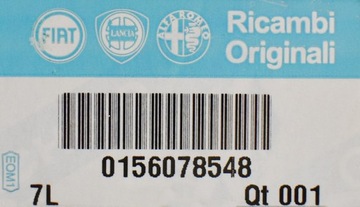 FIAT LANCIA ALFA ROMEO
Ricambi
Originali
0156078548
EOM1
7L Qt 001